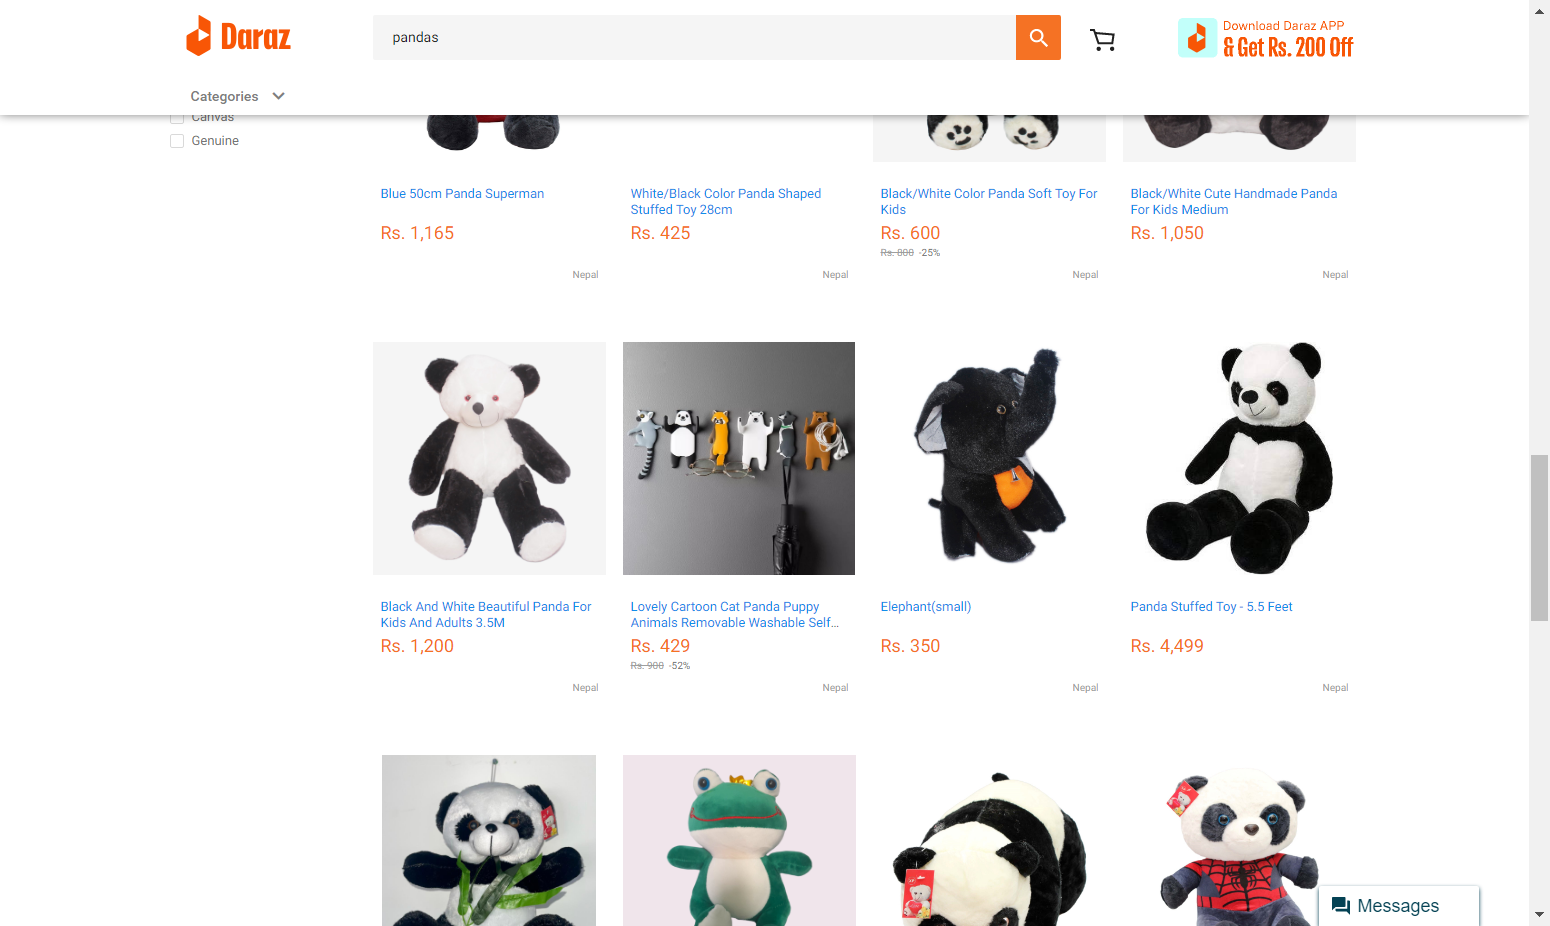 Daraz
pandas
Download Daraz APP
& Get Rs. 200 Off
Categories
Canvas
Genuine
Blue 50cm Panda Superman
Rs. 1,165
Nepal
White/Black Color Panda Shaped
Stuffed Toy 28cm
Rs. 425
Nepal
Black/White Color Panda Soft Toy For
Kids
Rs. 600
Rs. 800 -25%
Nepal
Black/White Cute Handmade Panda
For Kids Medium
Rs. 1,050
Nepal
Black And White Beautiful Panda For
Kids And Adults 3.5M
Rs. 1,200
Nepal
Lovely Cartoon Cat Panda Puppy
Animals Removable Washable Self...
Rs. 429
Rs. 900 -52%
Nepal
Elephant(small)
Rs. 350
Nepal
Panda Stuffed Toy - 5.5 Feet
Rs. 4,499
Nepal
Messages